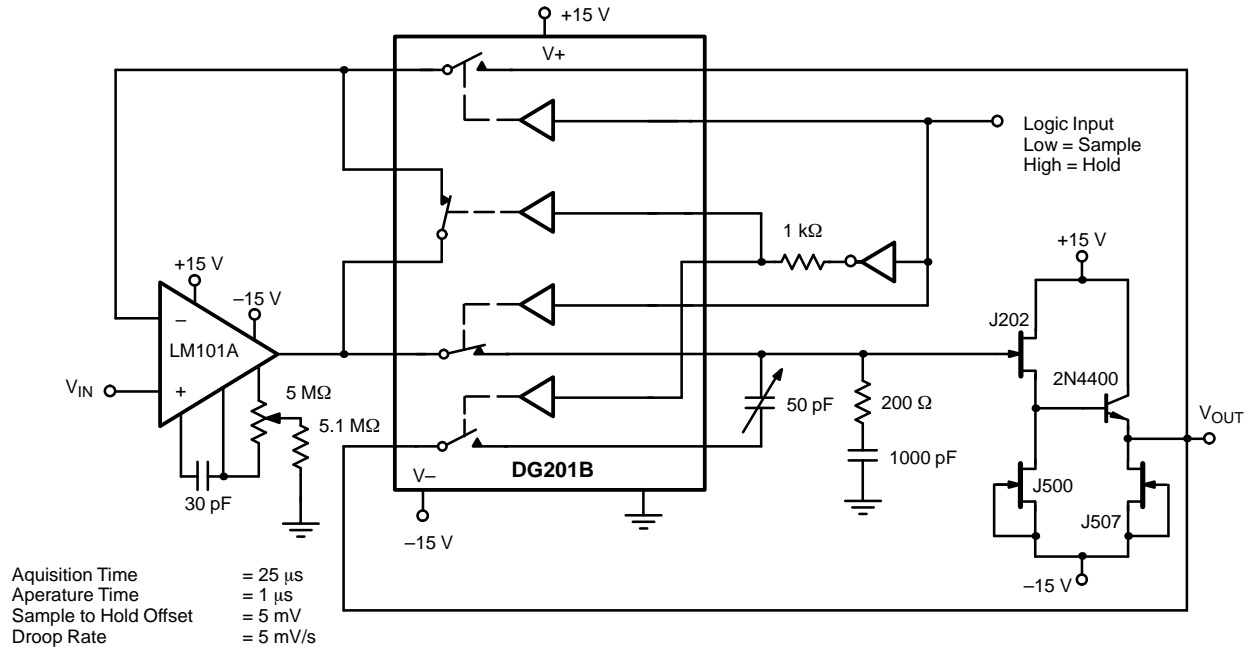 +15 V
V+
Logic Input
Low = Sample
High = Hold
1 kΩ
+15 V
+15 V
–15 V
J202
–
LM101A
+
2N4400
VIN
5 MΩ
50 pF
200 Ω
VOUT
5.1 MΩ
1000 pF
DG201B
V–
J500
30 pF
J507
–15 V
–15 V
Aquisition Time = 25 μs
Aperature Time = 1 μs
Sample to Hold Offset = 5 mV
Droop Rate = 5 mV/s